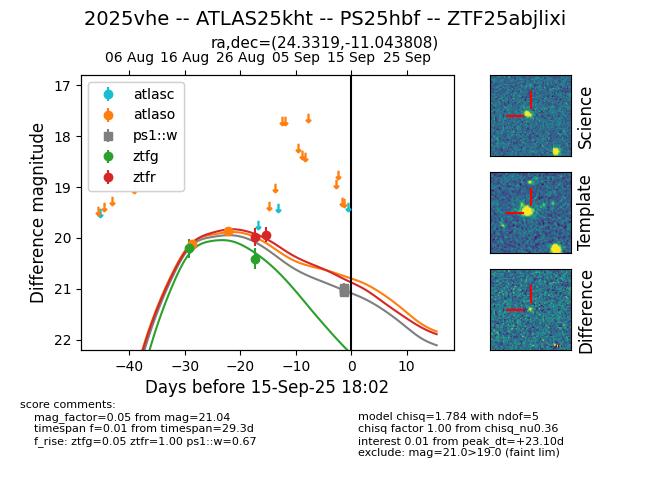 2025vhe -- ATLAS25kht -- PS25hbf -- ZTF25abjlixi
ra,dec=(24.3319,-11.043808)
06 Aug 16 Aug 26 Aug 05 Sep 15 Sep 25 Sep
17
18
19
20
21
22
Difference magnitude
atlasc
atlaso
ps1::w
ztfg
ztfr
−40 −30 −20 −10 0 10
Days before 15-Sep-25 18:02
Science
Template
Difference
score comments:
mag_factor=0.05 from mag=21.04
timespan f=0.01 from timespan=29.3d
f_rise: ztfg=0.05 ztfr=1.00 ps1::w=0.67
model chisq=1.784 with ndof=5
chisq factor 1.00 from chisq_nu0.36
interest 0.01 from peak_dt=+23.10d
exclude: mag=21.0>19.0 (faint lim)